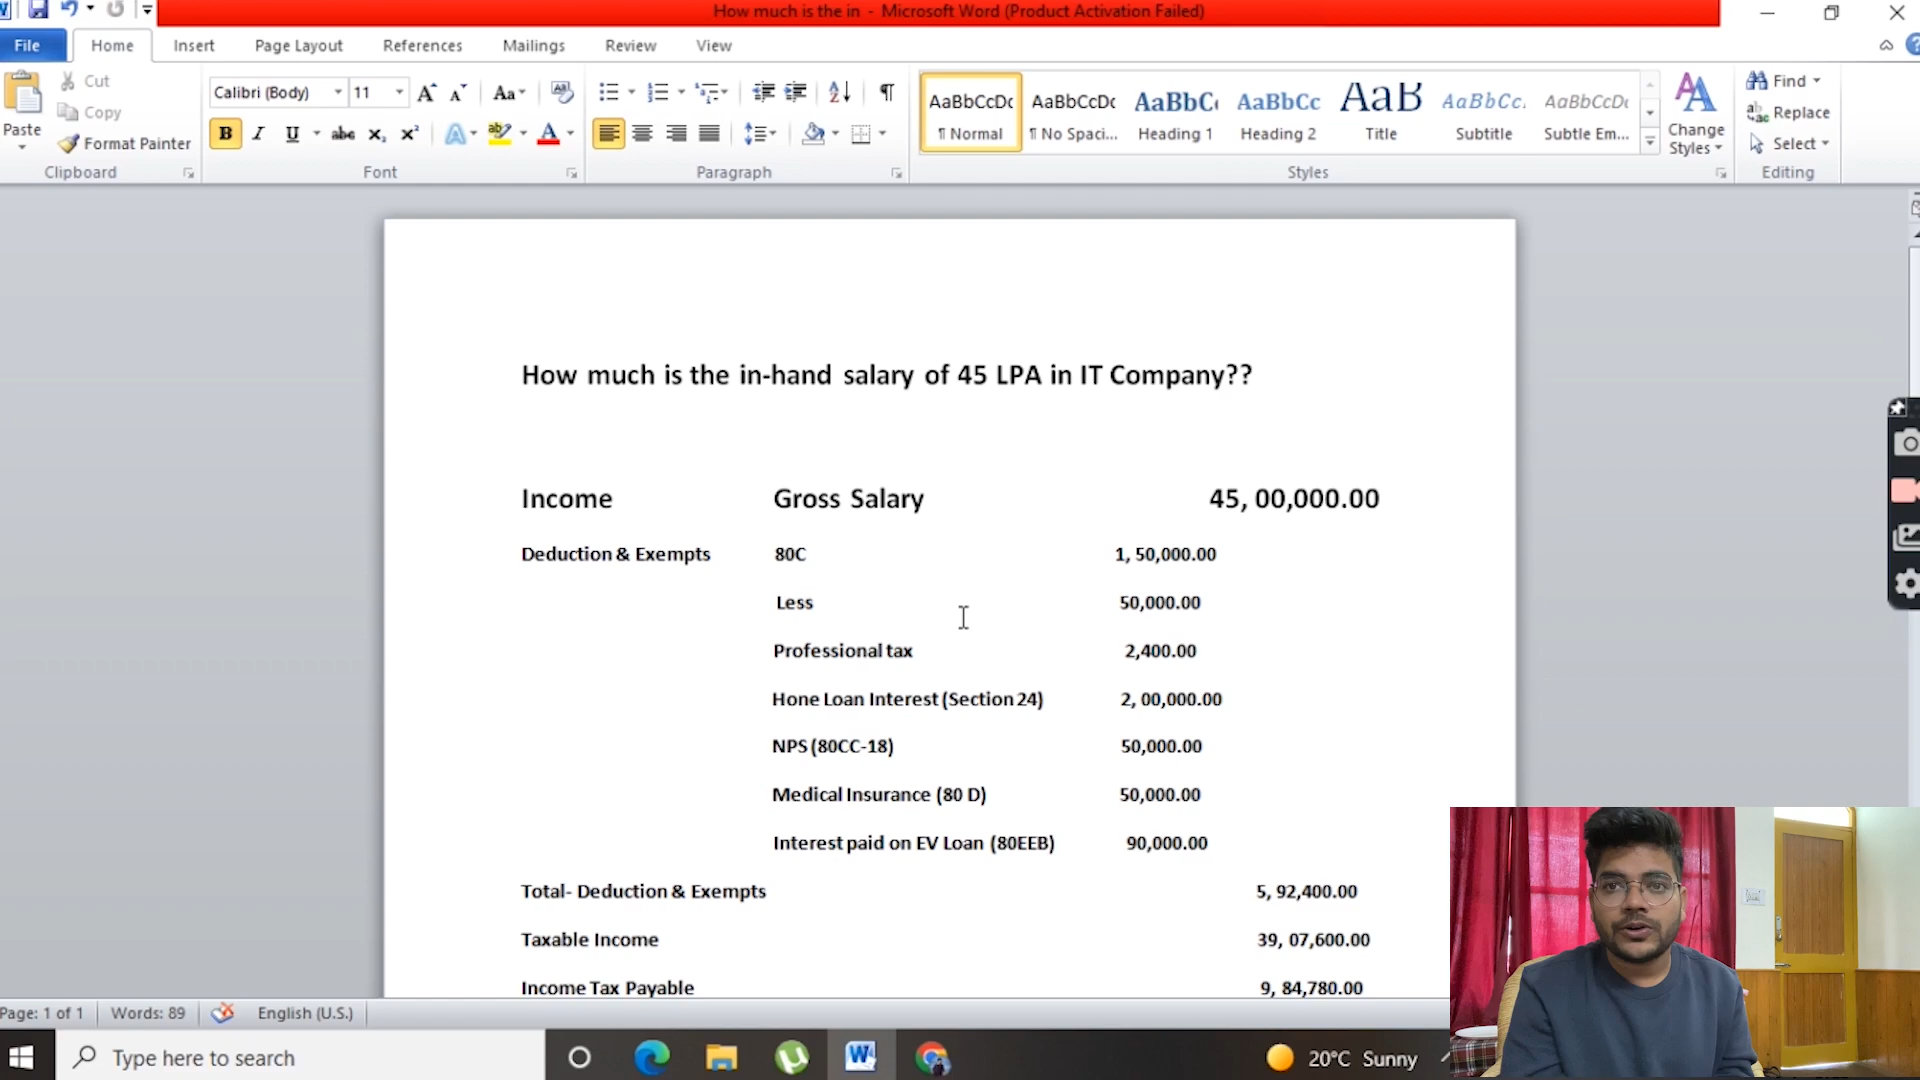 How much is the in - Microsoft Word (Product Activation Failed)
File Home Insert Page Layout References Mailings Review View
Cut
Copy
Paste
Format Painter
Clipboard
Calibri (Body) 11
Font
Paragraph
AaBbCcDc AaBbCcDc AaBbC AaBbCc AaB AaBbCc. AaBbCcDc
¶ Normal ¶ No Spaci... Heading 1 Heading 2 Title Subtitle Subtle Em...
Styles
Change
Styles
Find
Replace
Select
Editing
How much is the in-hand salary of 45 LPA in IT Company??
Income Gross Salary 45, 00,000.00
Deduction & Exempts 80C 1, 50,000.00
Less 50,000.00
Professional tax 2,400.00
Hone Loan Interest (Section 24) 2, 00,000.00
NPS (80CC-18) 50,000.00
Medical Insurance (80 D) 50,000.00
Interest paid on EV Loan (80EEB) 90,000.00
Total- Deduction & Exempts 5, 92,400.00
Taxable Income 39, 07,600.00
Income Tax Payable 9, 84,780.00
Page: 1 of 1 Words: 89 English (U.S.)
Type here to search
20°C Sunny